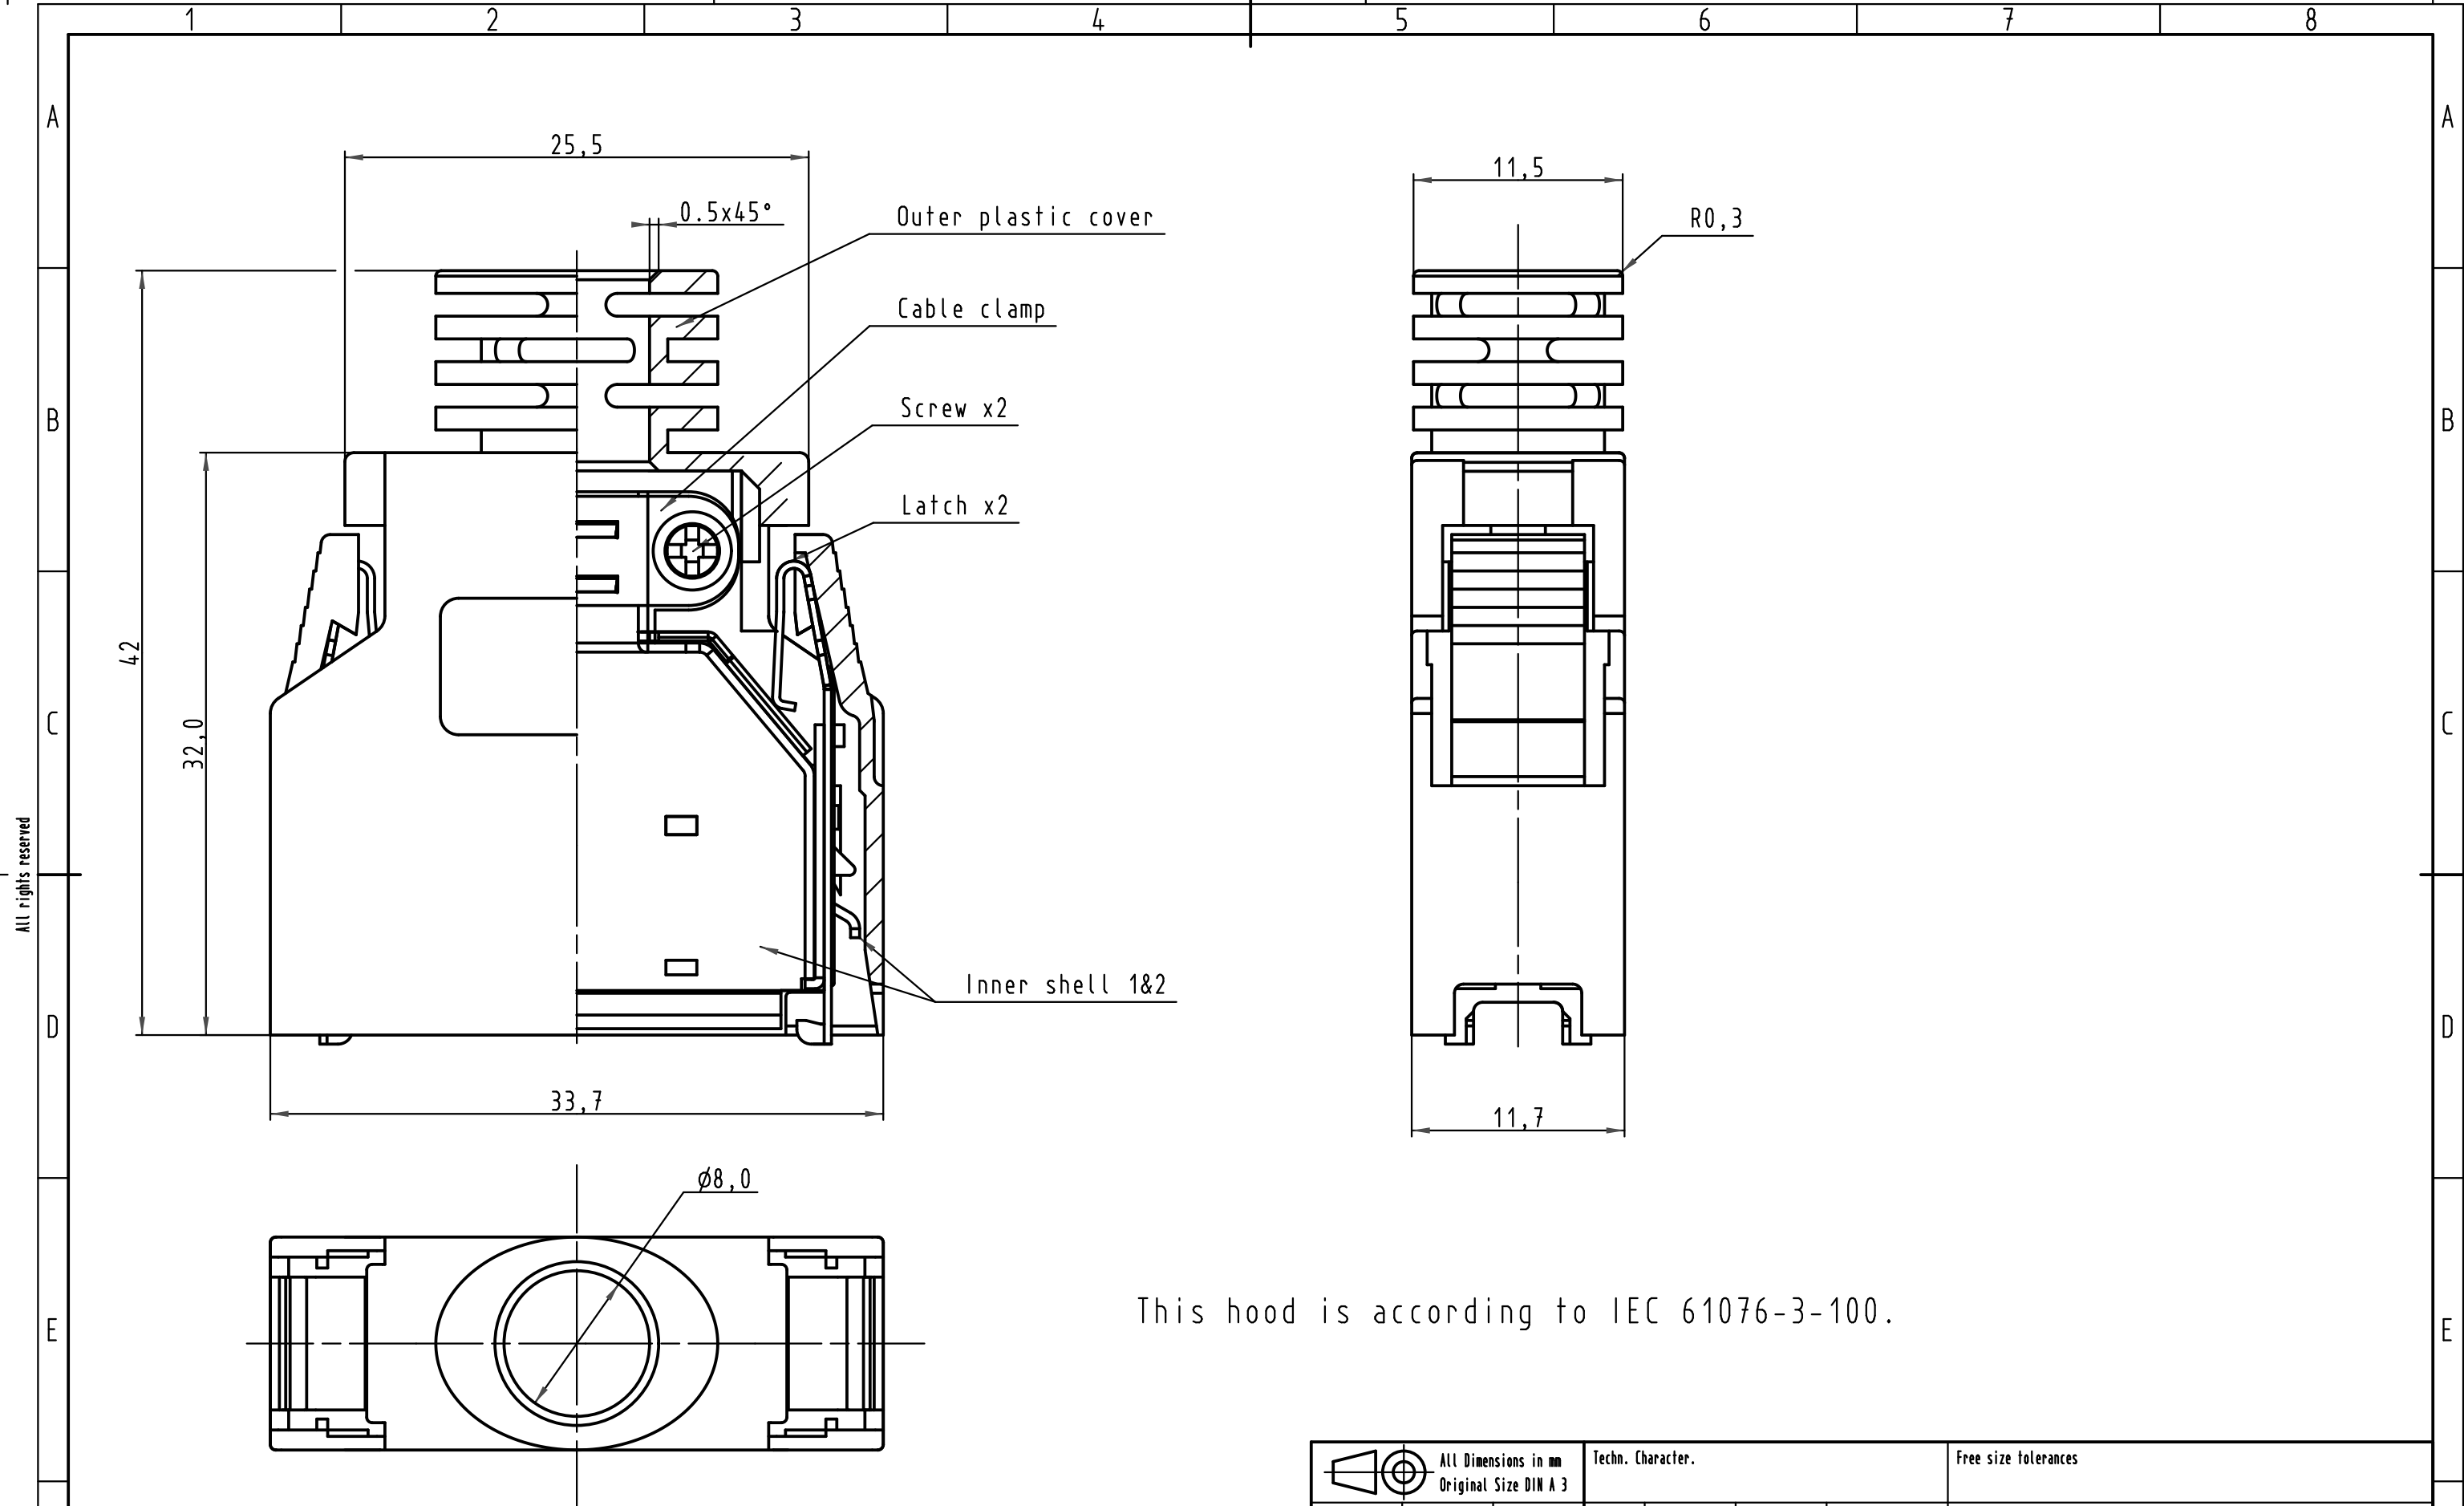 1 2 3 4 5 6 7 8
A A
25,5
11,5
0.5x45°
Outer plastic cover
R0,3
Cable clamp
Screw x2
B B
Latch x2
42
32,0
C C
All rights reserved
Inner shell 1&2
D D
33,7
11,7
Ø8,0
This hood is according to IEC 61076-3-100.
E E
All Dimensions in mm
Original Size DIN A 3
Techn. Character.
Free size tolerances